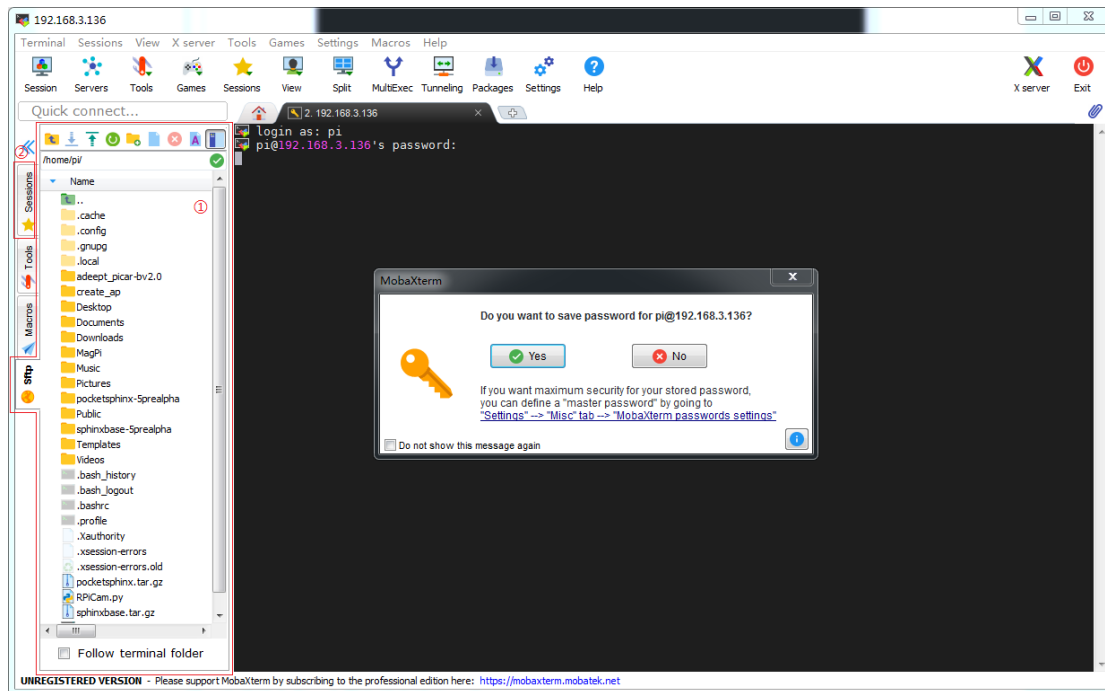 192.168.3.136
Terminal Sessions View X server Tools Games Settings Macros Help
Session Servers Tools Games Sessions View Split MultiExec Tunneling Packages Settings Help X server Exit
Quick connect...
2. 192.168.3.136
login as: pi
pi@192.168.3.136's password:
②
Sessions
Tools
Macros
Sftp
/home/pi/
Name
①
..
.cache
.config
.gnupg
.local
adeept_picar-bv2.0
create_ap
Desktop
Documents
Downloads
MagPi
Music
Pictures
pocketsphinx-5prealpha
Public
sphinxbase-5prealpha
Templates
Videos
.bash_history
.bash_logout
.bashrc
.profile
.Xauthority
.xsession-errors
.xsession-errors.old
pocketsphinx.tar.gz
RPiCam.py
sphinxbase.tar.gz
Follow terminal folder
MobaXterm
Do you want to save password for pi@192.168.3.136?
Yes
No
If you want maximum security for your stored password,
you can define a "master password" by going to
"Settings" --> "Misc" tab --> "MobaXterm passwords settings"
Do not show this message again
UNREGISTERED VERSION - Please support MobaXterm by subscribing to the professional edition here: https://mobaxterm.mobatek.net